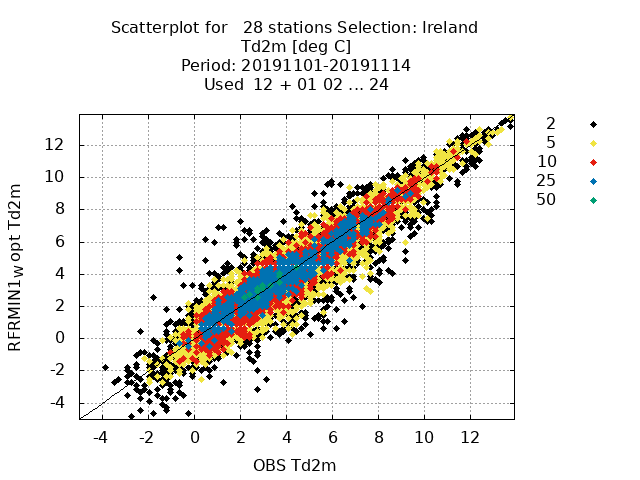 Scatterplot for 28 stations Selection: Ireland
Td2m [deg C]
Period: 20191101-20191114
Used 12 + 01 02 ... 24
2
5
10
25
50
12
10
8
6
4
2
0
-2
-4
RFRMIN1w opt Td2m
-4 -2 0 2 4 6 8 10 12
OBS Td2m